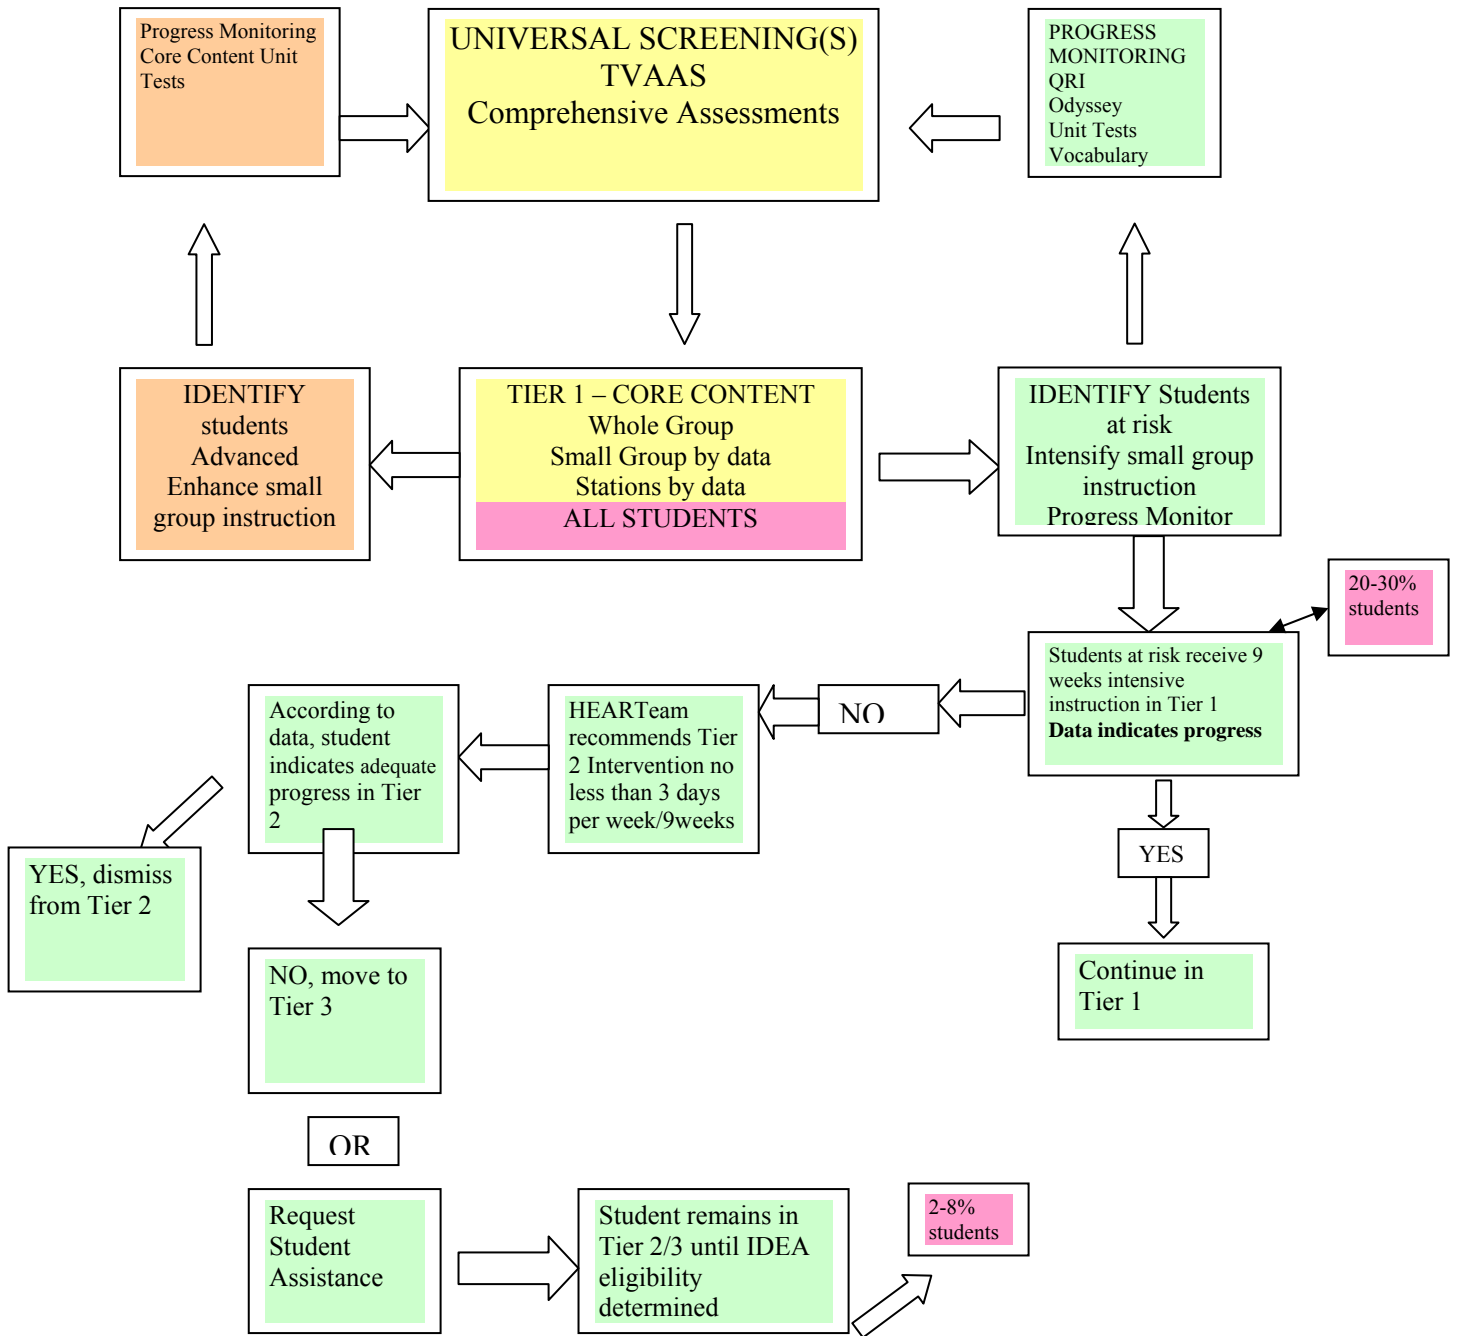 Progress Monitoring
Core Content Unit
Tests
UNIVERSAL SCREENING(S)
TVAAS
Comprehensive Assessments
PROGRESS
MONITORING
QRI
Odyssey
Unit Tests
Vocabulary
IDENTIFY
students
Advanced
Enhance small
group instruction
TIER 1 – CORE CONTENT
Whole Group
Small Group by data
Stations by data
ALL STUDENTS
IDENTIFY Students
at risk
Intensify small group
instruction
Progress Monitor
20-30%
students
Students at risk receive 9
weeks intensive
instruction in Tier 1
Data indicates progress
NO
HEARTeam
recommends Tier
2 Intervention no
less than 3 days
per week/9weeks
According to
data, student
indicates adequate
progress in Tier
2
YES, dismiss
from Tier 2
YES
NO, move to
Tier 3
Continue in
Tier 1
OR
Request
Student
Assistance
Student remains in
Tier 2/3 until IDEA
eligibility
determined
2-8%
students